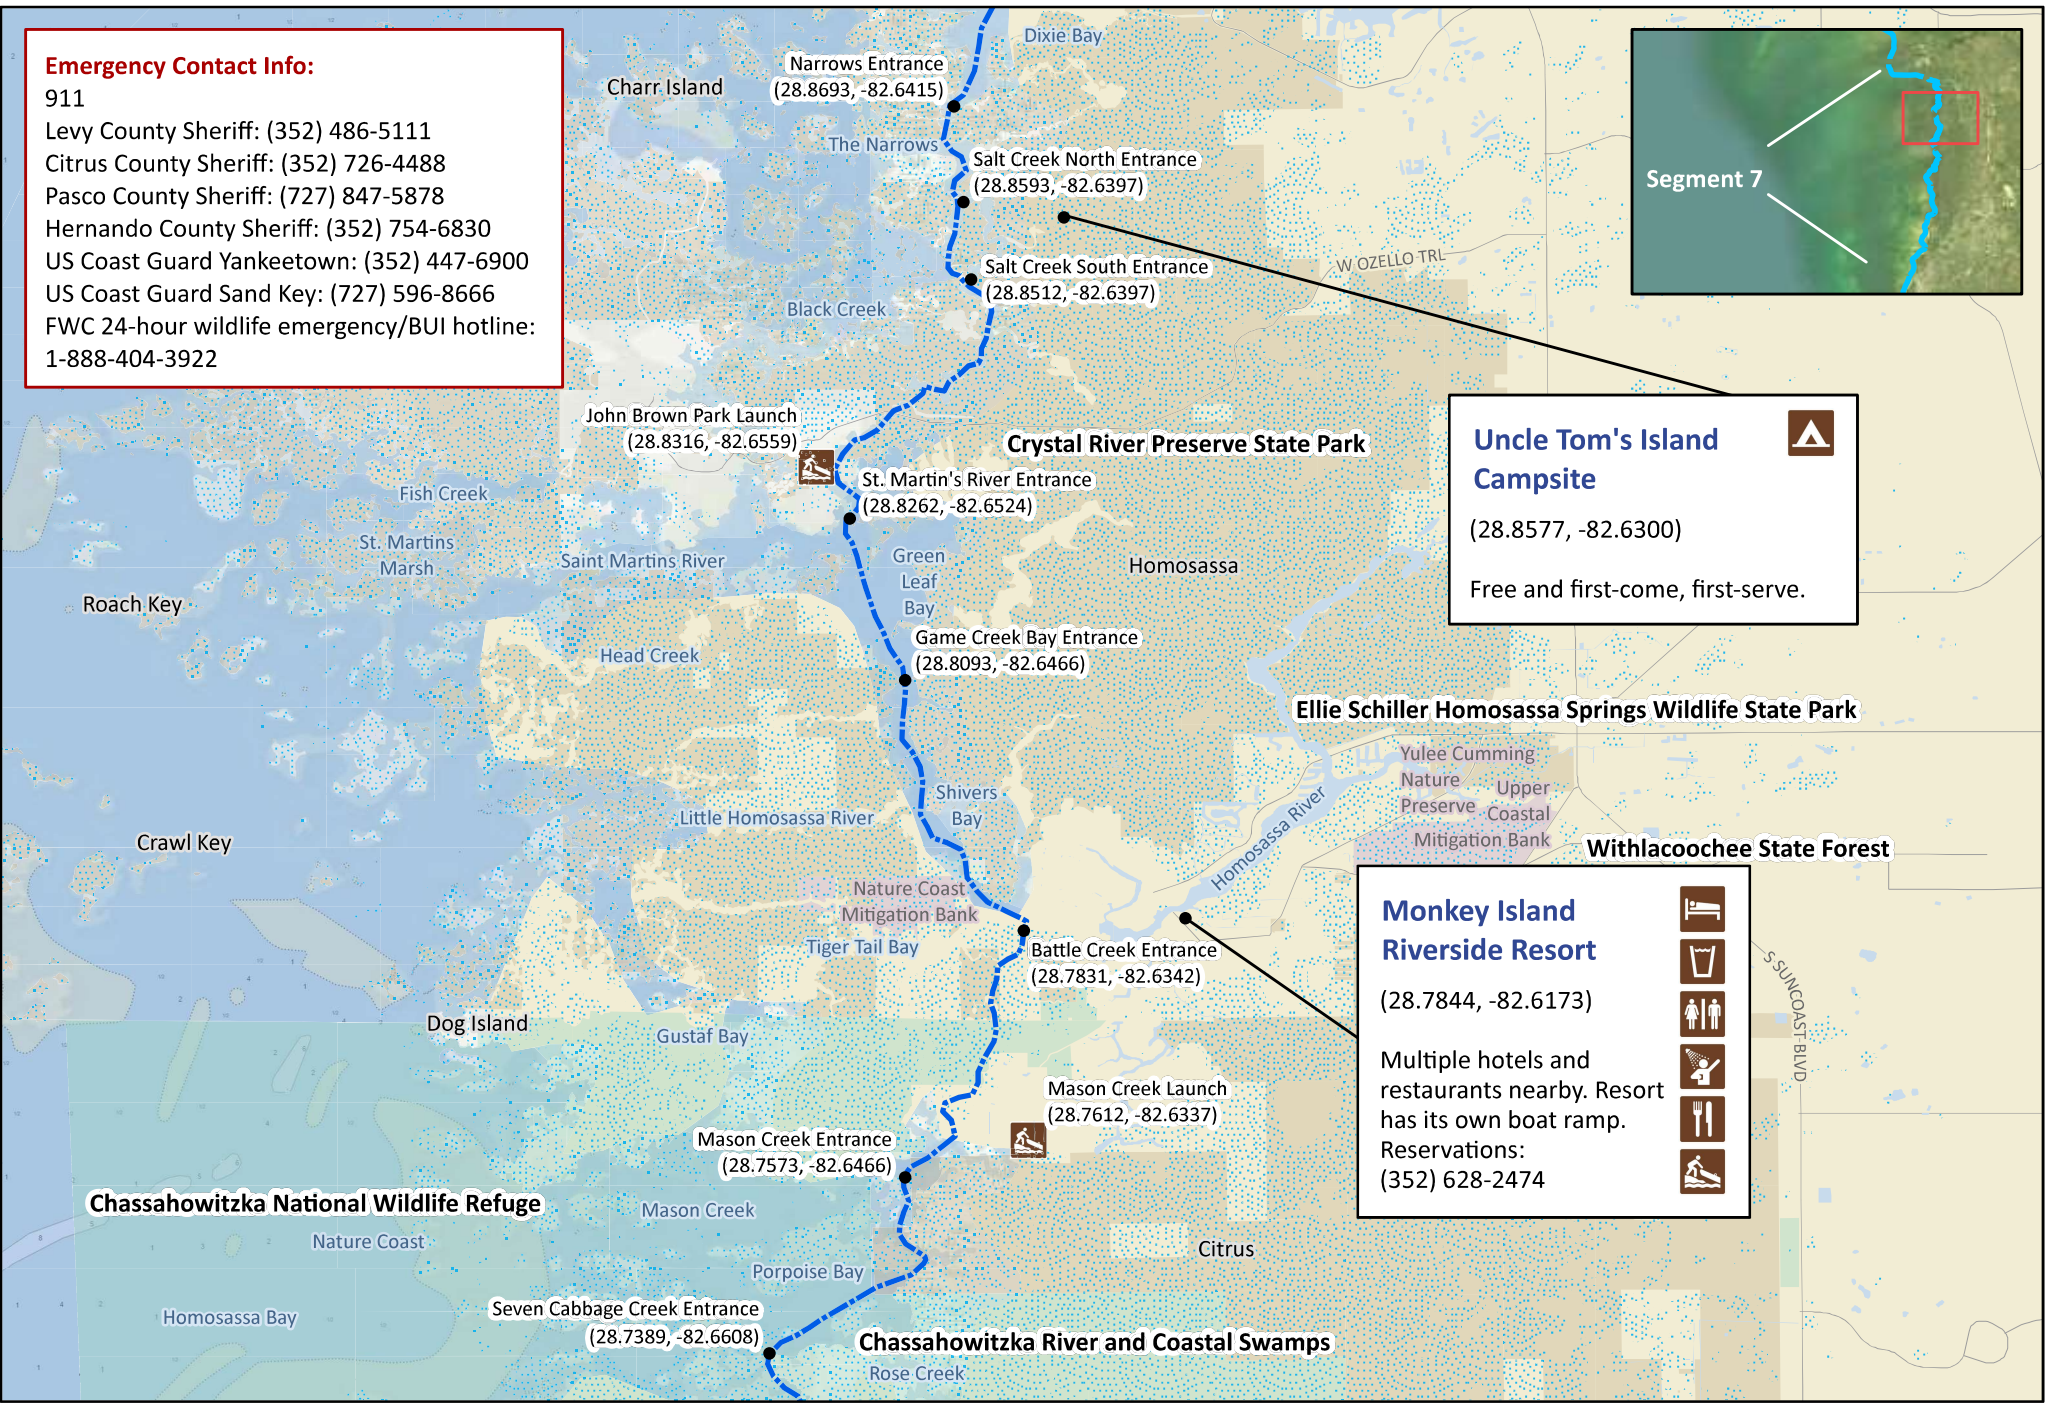 Emergency Contact Info:
911
Levy County Sheriff: (352) 486-5111
Citrus County Sheriff: (352) 726-4488
Pasco County Sheriff: (727) 847-5878
Hernando County Sheriff: (352) 754-6830
US Coast Guard Yankeetown: (352) 447-6900
US Coast Guard Sand Key: (727) 596-8666
FWC 24-hour wildlife emergency/BUI hotline:
1-888-404-3922
Dixie Bay
Narrows Entrance
(28.8693, -82.6415)
Charr Island
The Narrows
Salt Creek North Entrance
(28.8593, -82.6397)
Segment 7
W OZELLO TRL
Salt Creek South Entrance
(28.8512, -82.6397)
Black Creek
John Brown Park Launch
(28.8316, -82.6559)
Crystal River Preserve State Park
Uncle Tom's Island
Campsite
(28.8577, -82.6300)
Free and first-come, first-serve.
St. Martin's River Entrance
(28.8262, -82.6524)
Fish Creek
St. Martins
Marsh
Saint Martins River
Green
Leaf
Bay
Homosassa
Roach Key
Game Creek Bay Entrance
(28.8093, -82.6466)
Head Creek
Ellie Schiller Homosassa Springs Wildlife State Park
Yulee Cumming
Nature
Preserve
Upper
Coastal
Mitigation Bank
Shivers
Bay
Little Homosassa River
Homosassa River
Crawl Key
Withlacoochee State Forest
Nature Coast
Mitigation Bank
Tiger Tail Bay
Battle Creek Entrance
(28.7831, -82.6342)
Monkey Island
Riverside Resort
(28.7844, -82.6173)
Multiple hotels and
restaurants nearby. Resort
has its own boat ramp.
Reservations:
(352) 628-2474
S SUNCOAST BLVD
Dog Island
Gustaf Bay
Mason Creek Launch
(28.7612, -82.6337)
Mason Creek Entrance
(28.7573, -82.6466)
Chassahowitzka National Wildlife Refuge
Mason Creek
Nature Coast
Citrus
Porpoise Bay
Homosassa Bay
Seven Cabbage Creek Entrance
(28.7389, -82.6608)
Chassahowitzka River and Coastal Swamps
Rose Creek